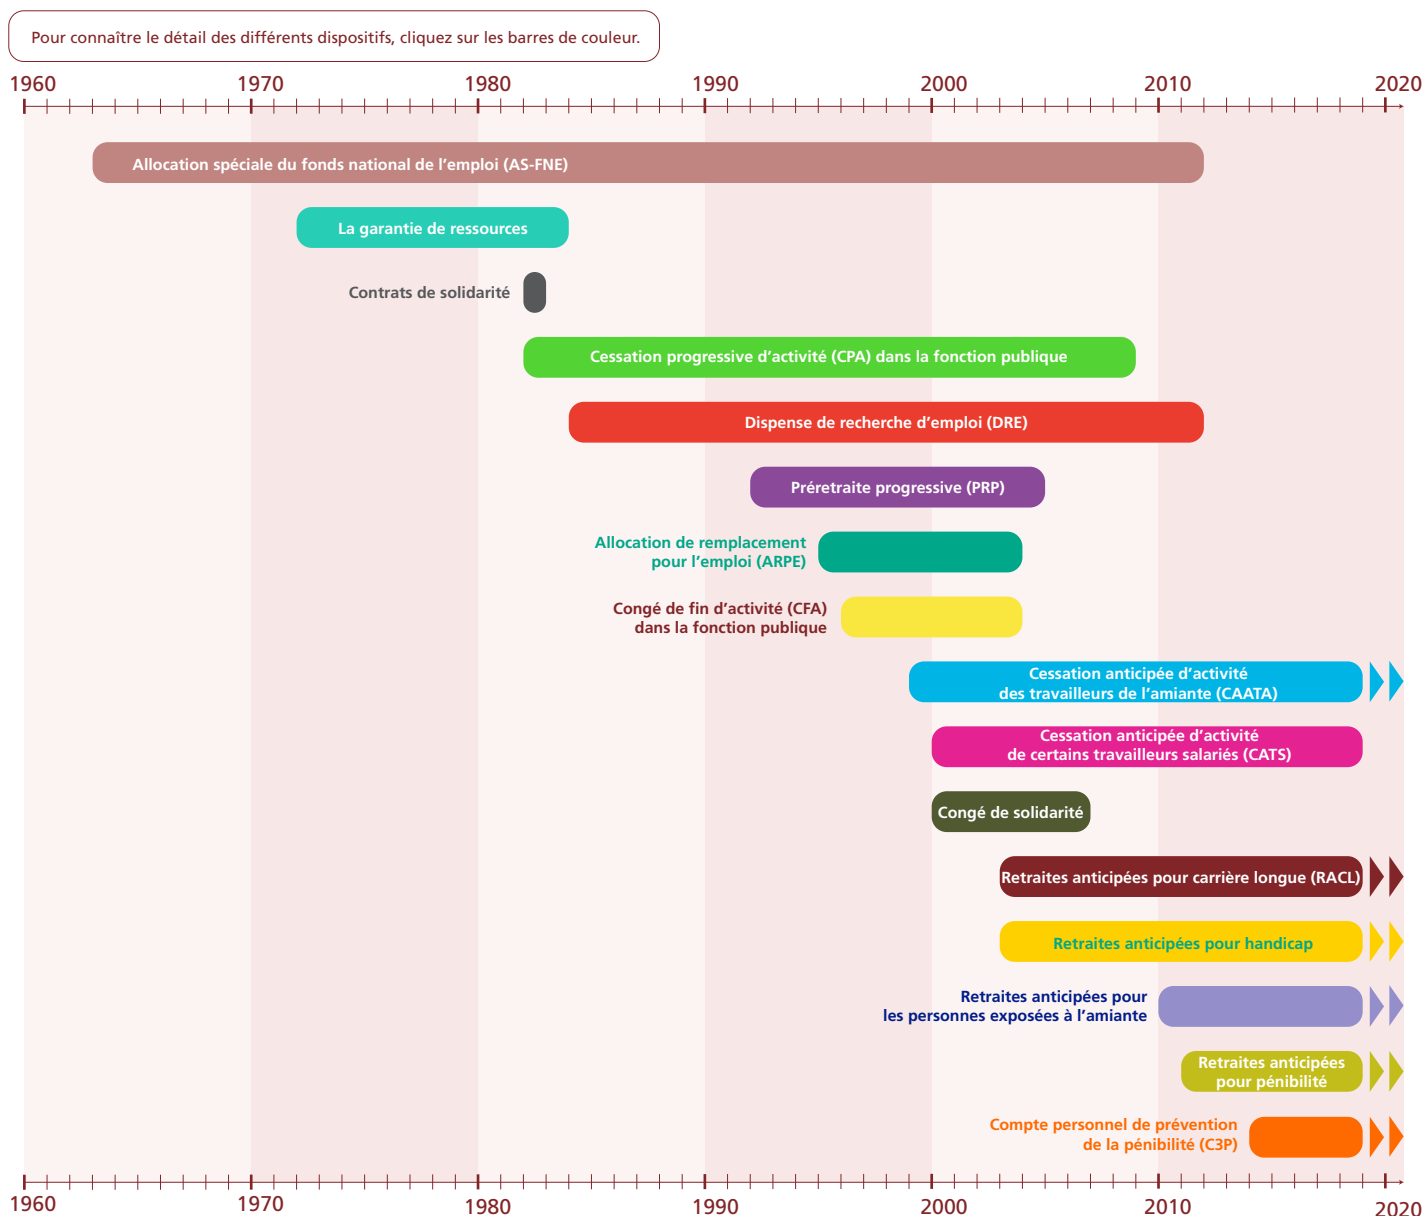 Pour connaître le détail des différents dispositifs, cliquez sur les barres de couleur.
1960 1970 1980 1990 2000 2010 2020
Allocation spéciale du fonds national de l’emploi (AS-FNE)
La garantie de ressources
Contrats de solidarité
Cessation progressive d’activité (CPA) dans la fonction publique
Dispense de recherche d’emploi (DRE)
Préretraite progressive (PRP)
Allocation de remplacement
pour l’emploi (ARPE)
Congé de fin d’activité (CFA)
dans la fonction publique
Cessation anticipée d’activité
des travailleurs de l’amiante (CAATA)
Cessation anticipée d’activité
de certains travailleurs salariés (CATS)
Congé de solidarité
Retraites anticipées pour carrière longue (RACL)
Retraites anticipées pour handicap
Retraites anticipées pour
les personnes exposées à l’amiante
Retraites anticipées
pour pénibilité
Compte personnel de prévention
de la pénibilité (C3P)
1960 1970 1980 1990 2000 2010 2020